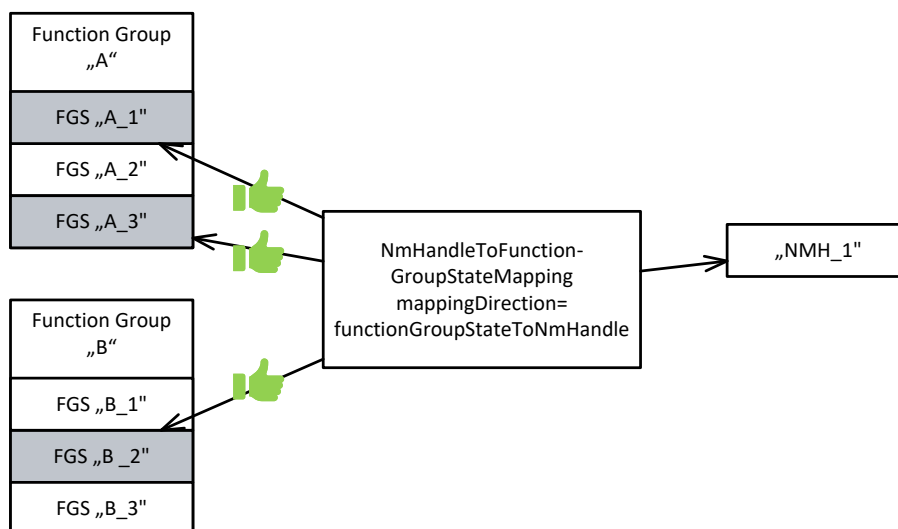 Function Group
„A“
FGS „A_1"
FGS „A_2"
FGS „A_3"
NmHandleToFunction-
GroupStateMapping
mappingDirection=
functionGroupStateToNmHandle
„NMH_1"
Function Group
„B“
FGS „B_1"
FGS „B _2"
FGS „B_3"